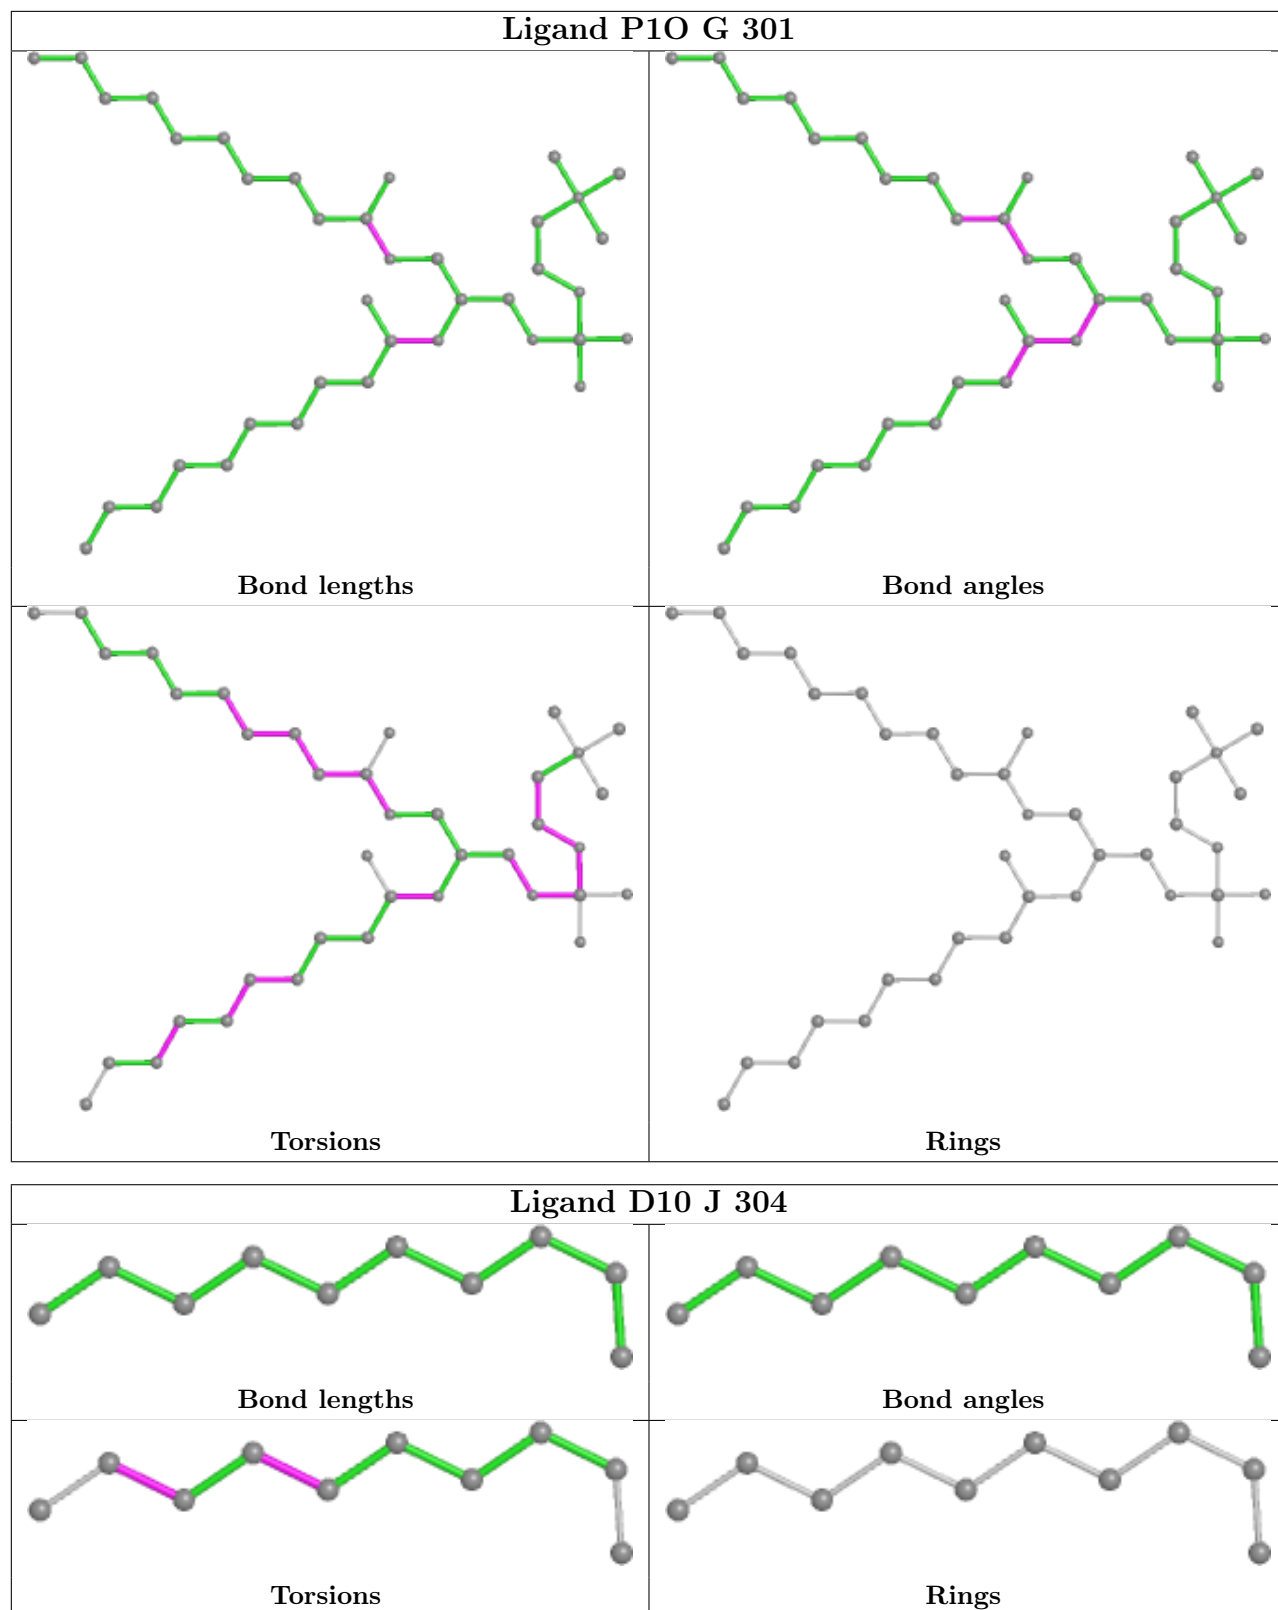 Ligand P1O G 301
Bond lengths
Bond angles
Torsions
Rings
Ligand D10 J 304
Bond lengths
Bond angles
Torsions
Rings